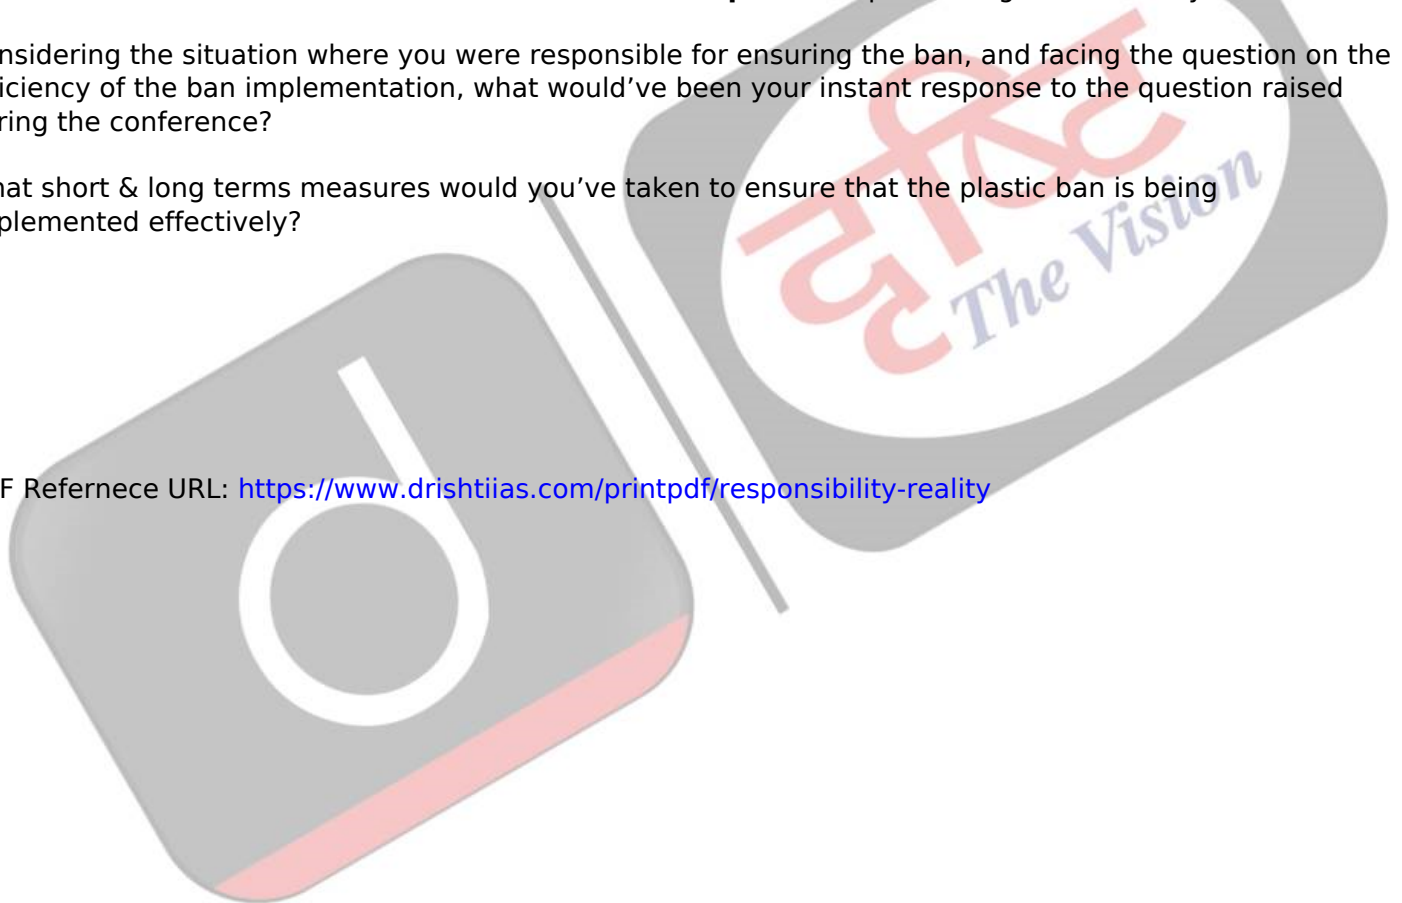 nsidering the situation where you were responsible for ensuring the ban, and facing the question on the
iciency of the ban implementation, what would've been your instant response to the question raised
ring the conference?
hat short & long terms measures would you've taken to ensure that the plastic ban is being
plemented effectively?
दृष्टि
The Vision
d
F Refernece URL: https://www.drishtiias.com/printpdf/responsibility-reality